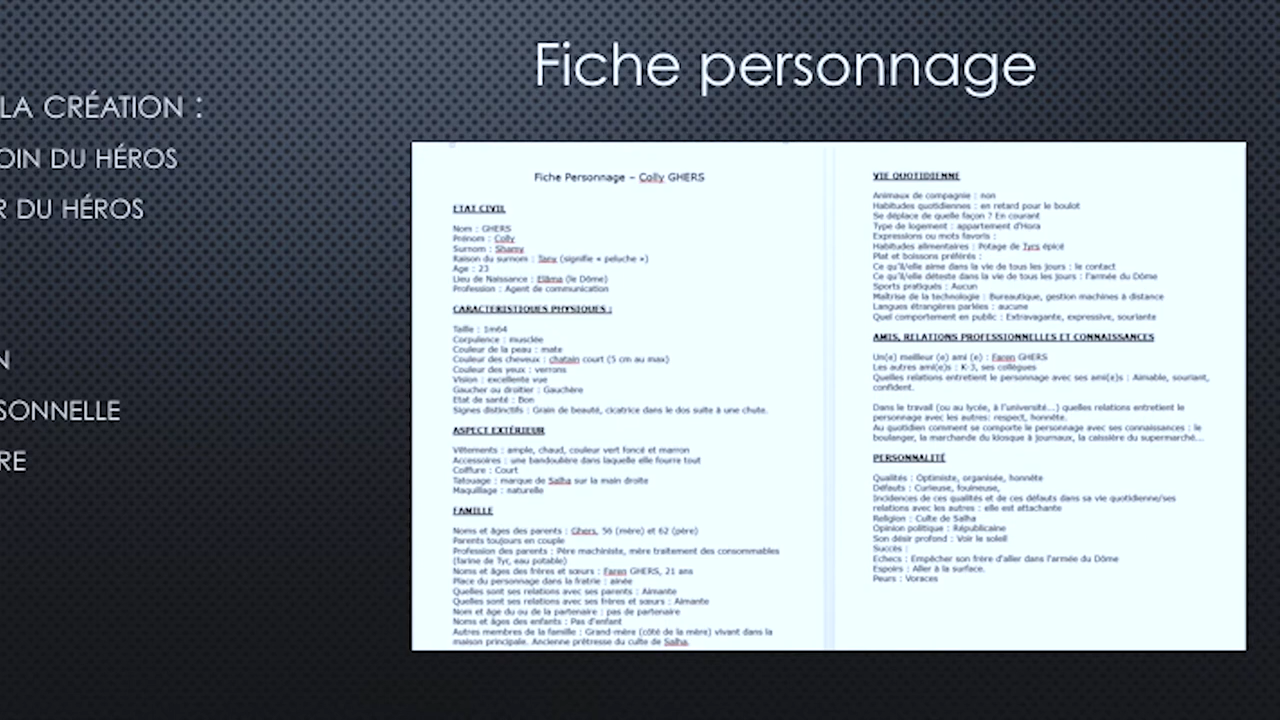 Fiche personnage
LA CRÉATION :
OIN DU HÉROS
R DU HÉROS
N
SONNELLE
RE
Fiche Personnage – Colly GHERS
ETAT CIVIL
Nom : GHERS
Prénom : Colly
Surnom : Shamy
Raison du surnom : Tany (signifie « peluche »)
Age : 23
Lieu de Naissance : Elâma (le Dôme)
Profession : Agent de communication
CARACTERISTIQUES PHYSIQUES :
Taille : 1m64
Corpulence : musclée
Couleur de la peau : mate
Couleur des cheveux : chatain court (5 cm au max)
Couleur des yeux : verrons
Vision : excellente vue
Gaucher ou droitier : Gauchère
Etat de santé : Bon
Signes distinctifs : Grain de beauté, cicatrice dans le dos suite à une chute.
ASPECT EXTÉRIEUR
Vêtements : ample, chaud, couleur vert foncé et marron
Accessoires : une bandoulière dans laquelle elle fourre tout
Coiffure : Court
Tatouage : marque de Salha sur la main droite
Maquillage : naturelle
FAMILLE
Noms et âges des parents : Ghers, 56 (mère) et 62 (père)
Parents toujours en couple
Profession des parents : Père machiniste, mère traitement des consommables
(farine de Tyr, eau potable)
Noms et âges des frères et sœurs : Faren GHERS, 21 ans
Place du personnage dans la fratrie : ainée
Quelles sont ses relations avec ses parents : Aimante
Quelles sont ses relations avec ses frères et sœurs : Aimante
Nom et âge du ou de la partenaire : pas de partenaire
Noms et âges des enfants : Pas d'enfant
Autres membres de la famille : Grand-mère (côté de la mère) vivant dans la
maison principale. Ancienne prêtresse du culte de Salha.
VIE QUOTIDIENNE
Animaux de compagnie : non
Habitudes quotidiennes : en retard pour le boulot
Se déplace de quelle façon ? En courant
Type de logement : appartement d'Hora
Expressions ou mots favoris :
Habitudes alimentaires : Potage de Tyrs épicé
Plat et boissons préférés :
Ce qu'il/elle aime dans la vie de tous les jours : le contact
Ce qu'il/elle déteste dans la vie de tous les jours : l'armée du Dôme
Sports pratiqués : Aucun
Maîtrise de la technologie : Bureautique, gestion machines à distance
Langues étrangères parlées : aucune
Quel comportement en public : Extravagante, expressive, souriante
AMIS, RELATIONS PROFESSIONNELLES ET CONNAISSANCES
Un(e) meilleur (e) ami (e) : Faren GHERS
Les autres ami(e)s : K-3, ses collègues
Quelles relations entretient le personnage avec ses ami(e)s : Aimable, souriant,
confident.
Dans le travail (ou au lycée, à l'université...) quelles relations entretient le
personnage avec les autres: respect, honnête.
Au quotidien comment se comporte le personnage avec ses connaissances : le
boulanger, la marchande du kiosque à journaux, la caissière du supermarché...
PERSONNALITÉ
Qualités : Optimiste, organisée, honnête
Défauts : Curieuse, fouineuse,
Incidences de ces qualités et de ces défauts dans sa vie quotidienne/ses
relations avec les autres : elle est attachante
Religion : Culte de Salha
Opinion politique : Républicaine
Son désir profond : Voir le soleil
Succès :
Echecs : Empêcher son frère d'aller dans l'armée du Dôme
Espoirs : Aller à la surface.
Peurs : Voraces